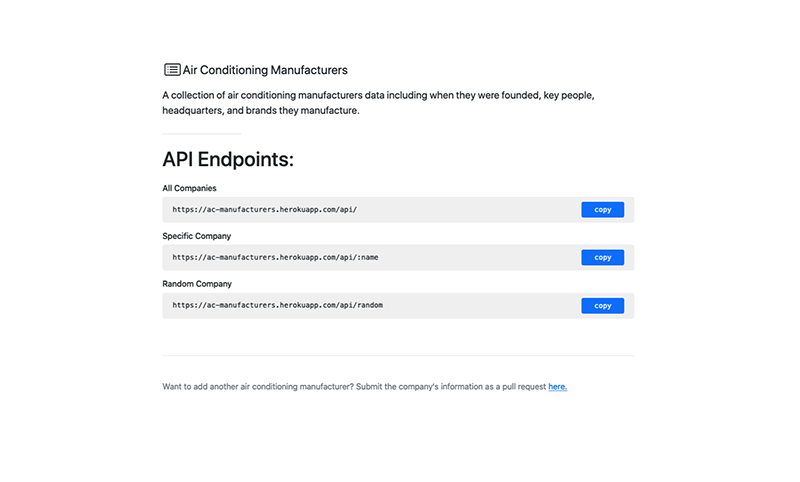 Air Conditioning Manufacturers
A collection of air conditioning manufacturers data including when they were founded, key people,
headquarters, and brands they manufacture.
API Endpoints:
All Companies
https://ac-manufacturers.herokuapp.com/api/ copy
Specific Company
https://ac-manufacturers.herokuapp.com/api/:name copy
Random Company
https://ac-manufacturers.herokuapp.com/api/random copy
Want to add another air conditioning manufacturer? Submit the company's information as a pull request here.